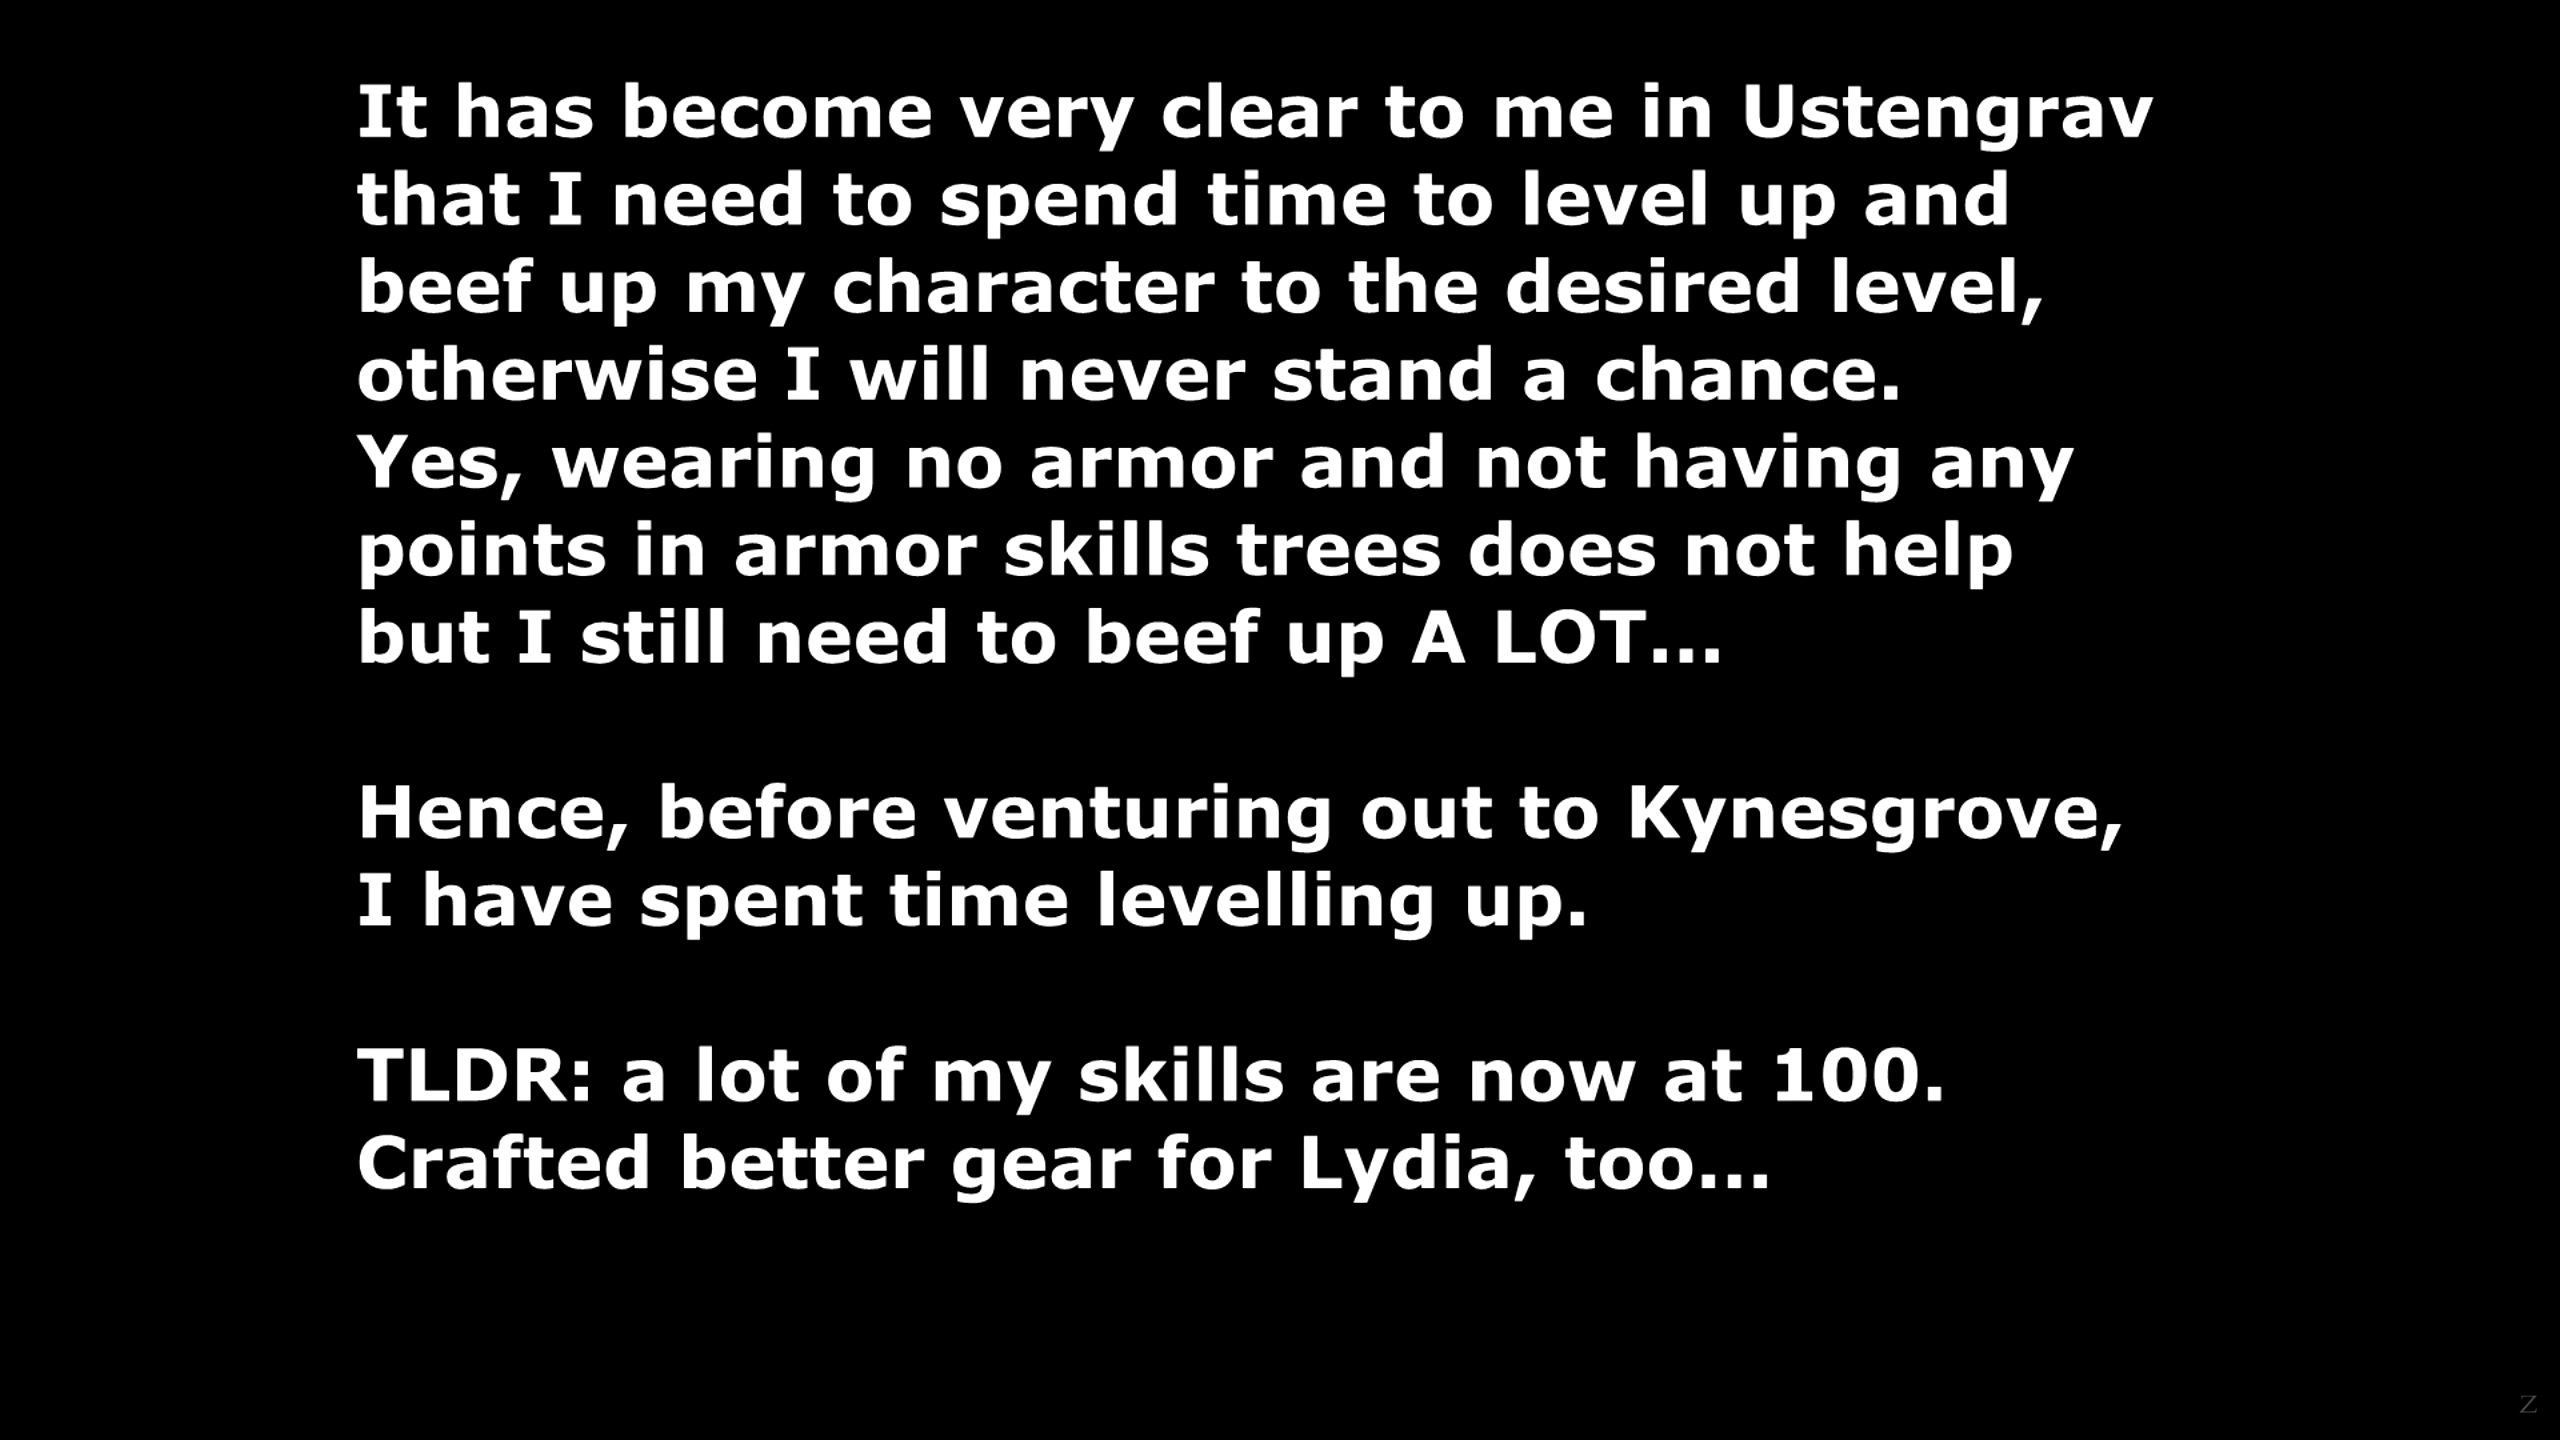 It has become very clear to me in Ustengrav
that I need to spend time to level up and
beef up my character to the desired level,
otherwise I will never stand a chance.
Yes, wearing no armor and not having any
points in armor skills trees does not help
but I still need to beef up A LOT...
Hence, before venturing out to Kynesgrove,
I have spent time levelling up.
TLDR: a lot of my skills are now at 100.
Crafted better gear for Lydia, too...
Z